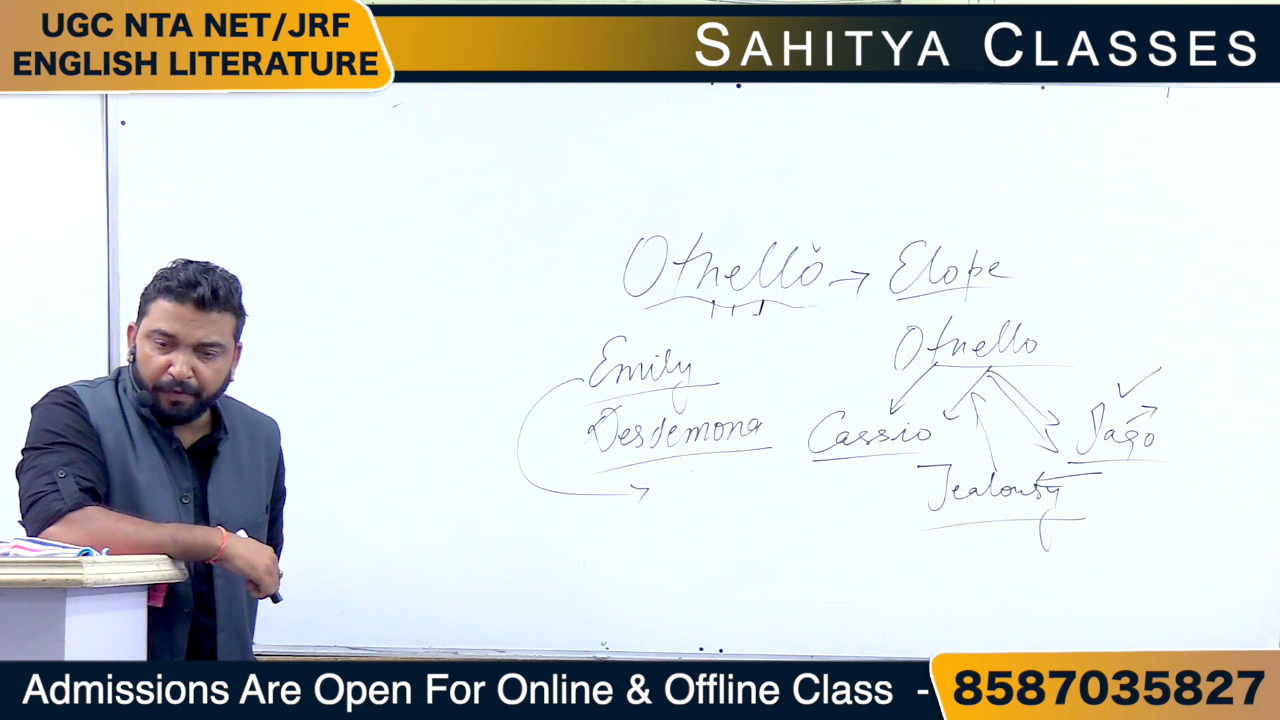 UGC NTA NET/JRF
ENGLISH LITERATURE
SAHITYA CLASSES
Othello → Elope
Emily
Desdemona
Othello
Cassio
Jago
Jealousy
Admissions Are Open For Online & Offline Class - 8587035827